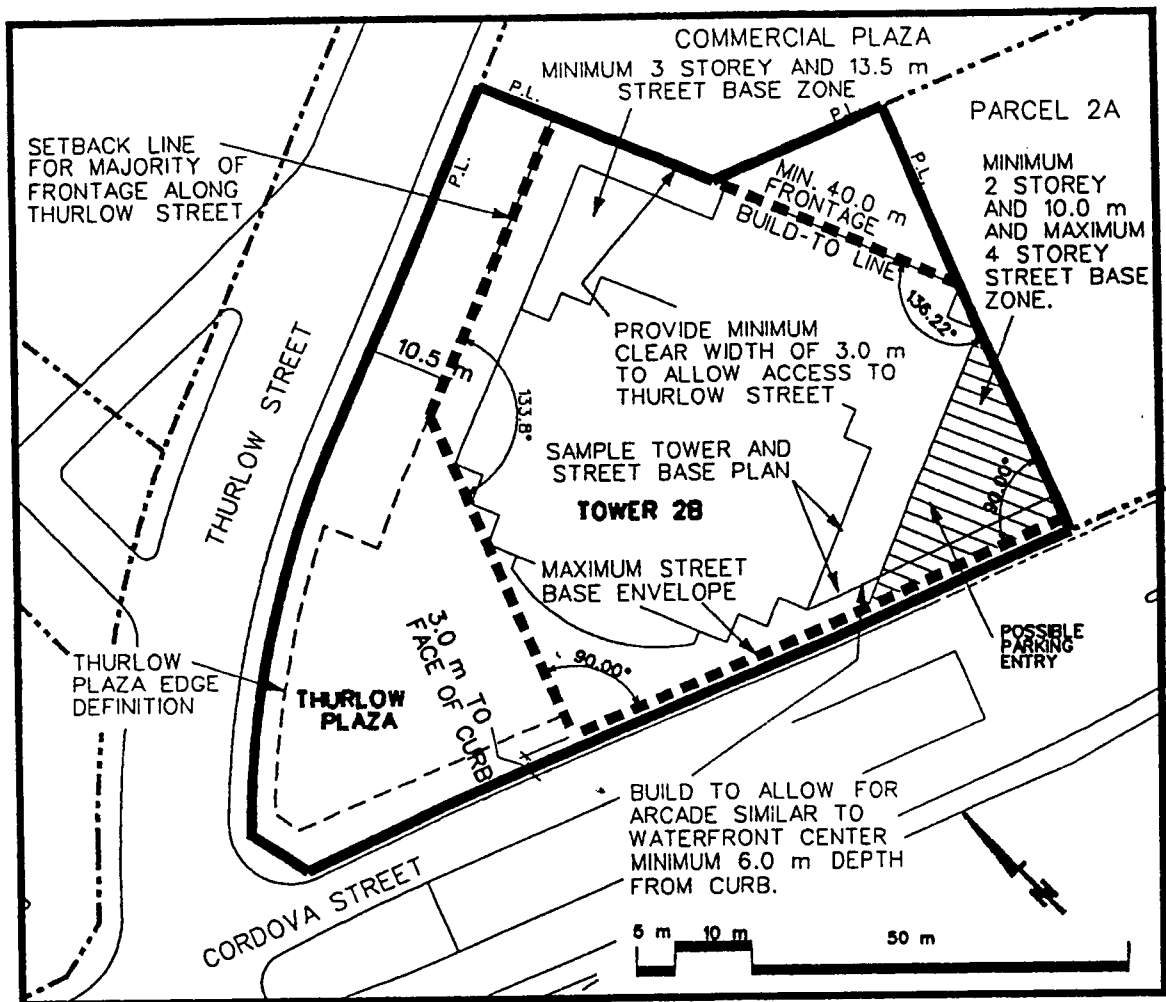 COMMERCIAL PLAZA
MINIMUM 3 STOREY AND 13.5 m
STREET BASE ZONE
P.L.
P.L.
PARCEL 2A
SETBACK LINE
FOR MAJORITY OF
FRONTAGE ALONG
THURLOW STREET
P.L.
P.L.
MINIMUM
2 STOREY
AND 10.0 m
AND MAXIMUM
4 STOREY
STREET BASE
ZONE.
MIN. 40.0 m
FRONTAGE
BUILD-TO LINE
136.22°
PROVIDE MINIMUM
CLEAR WIDTH OF 3.0 m
TO ALLOW ACCESS TO
THURLOW STREET
10.5 m
133.8°
THURLOW STREET
SAMPLE TOWER AND
STREET BASE PLAN
TOWER 2B
90.00°
MAXIMUM STREET
BASE ENVELOPE
3.0 m TO
FACE OF CURB
90.00°
POSSIBLE
PARKING
ENTRY
THURLOW
PLAZA EDGE
DEFINITION
THURLOW
PLAZA
BUILD TO ALLOW FOR
ARCADE SIMILAR TO
WATERFRONT CENTER
MINIMUM 6.0 m DEPTH
FROM CURB.
CORDOVA STREET
N
5 m 10 m 50 m